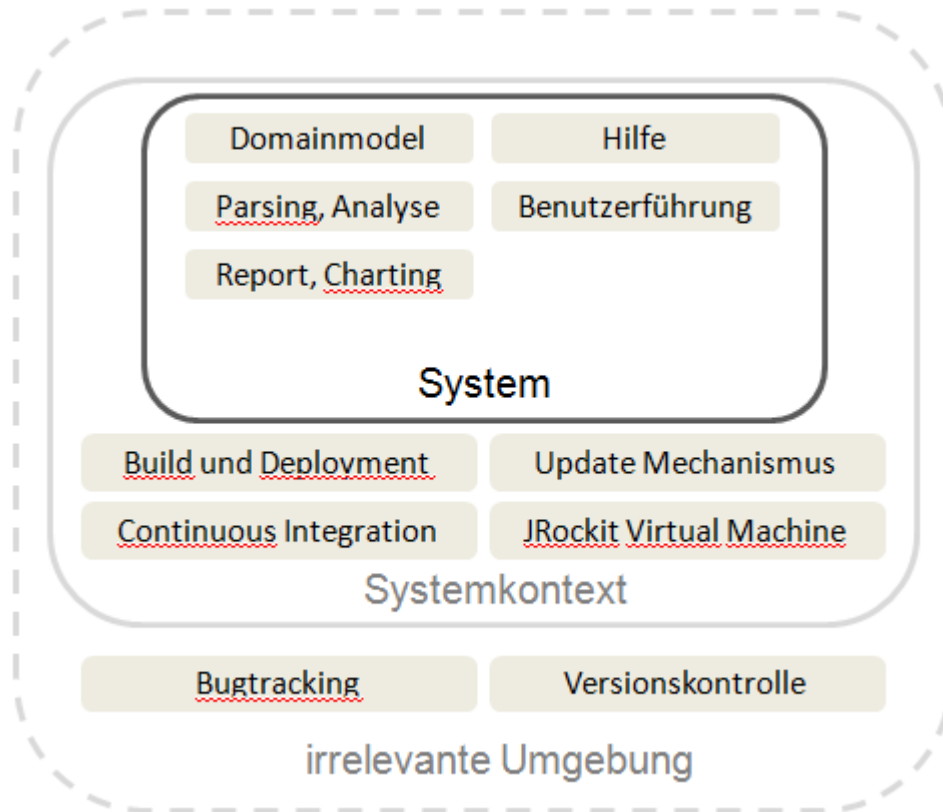 Domainmodel
Hilfe
Parsing, Analyse
Benutzerführung
Report, Charting
System
Build und Deployment
Update Mechanismus
Continuous Integration
JRockit Virtual Machine
Systemkontext
Bugtracking
Versionskontrolle
irrelevante Umgebung